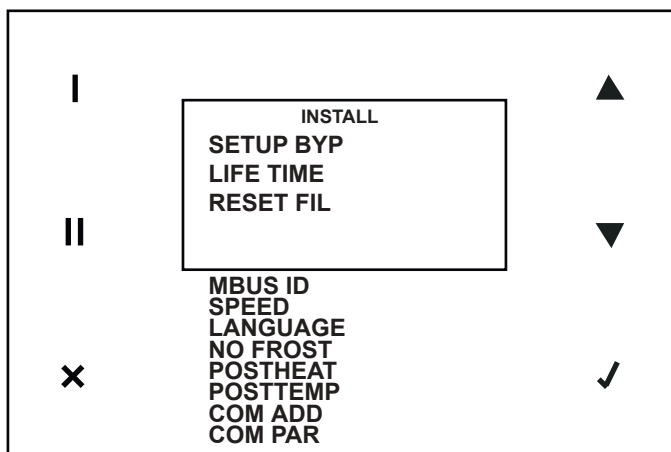 I
INSTALL
SETUP BYP
LIFE TIME
RESET FIL
II
MBUS ID
SPEED
LANGUAGE
NO FROST
POSTHEAT
POSTTEMP
COM ADD
COM PAR